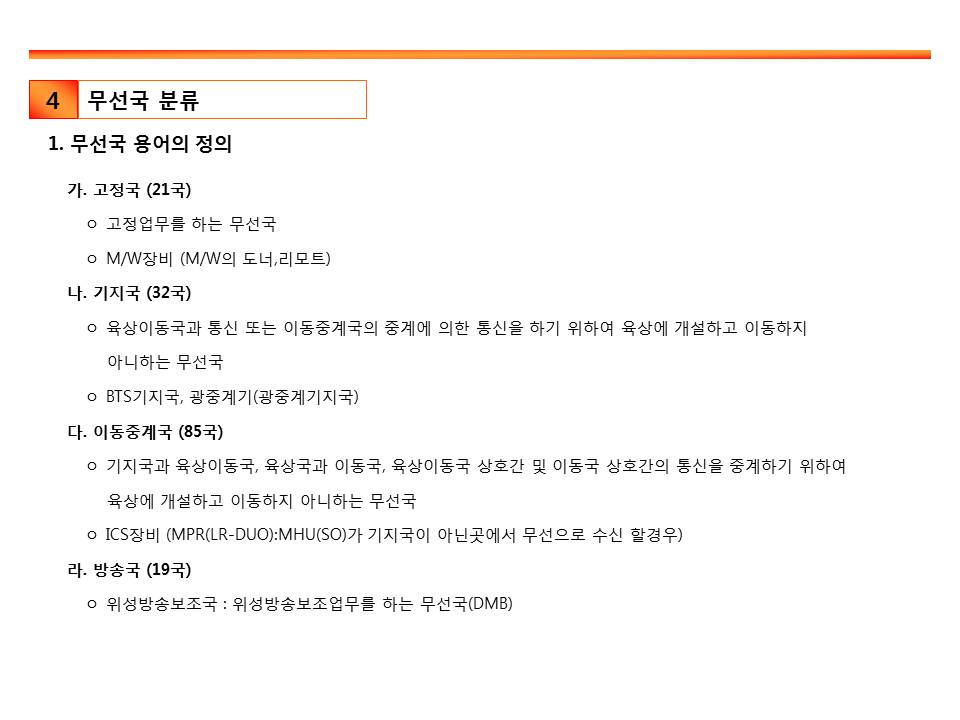 4 무선국 분류
1. 무선국 용어의 정의
가. 고정국 (21국)
ㅇ 고정업무를 하는 무선국
ㅇ M/W장비 (M/W의 도너,리모트)
나. 기지국 (32국)
ㅇ 육상이동국과 통신 또는 이동중계국의 중계에 의한 통신을 하기 위하여 육상에 개설하고 이동하지
아니하는 무선국
ㅇ BTS기지국, 광중계기(광중계기지국)
다. 이동중계국 (85국)
ㅇ 기지국과 육상이동국, 육상국과 이동국, 육상이동국 상호간 및 이동국 상호간의 통신을 중계하기 위하여
육상에 개설하고 이동하지 아니하는 무선국
ㅇ ICS장비 (MPR(LR-DUO):MHU(SO)가 기지국이 아닌곳에서 무선으로 수신 할경우)
라. 방송국 (19국)
ㅇ 위성방송보조국 : 위성방송보조업무를 하는 무선국(DMB)